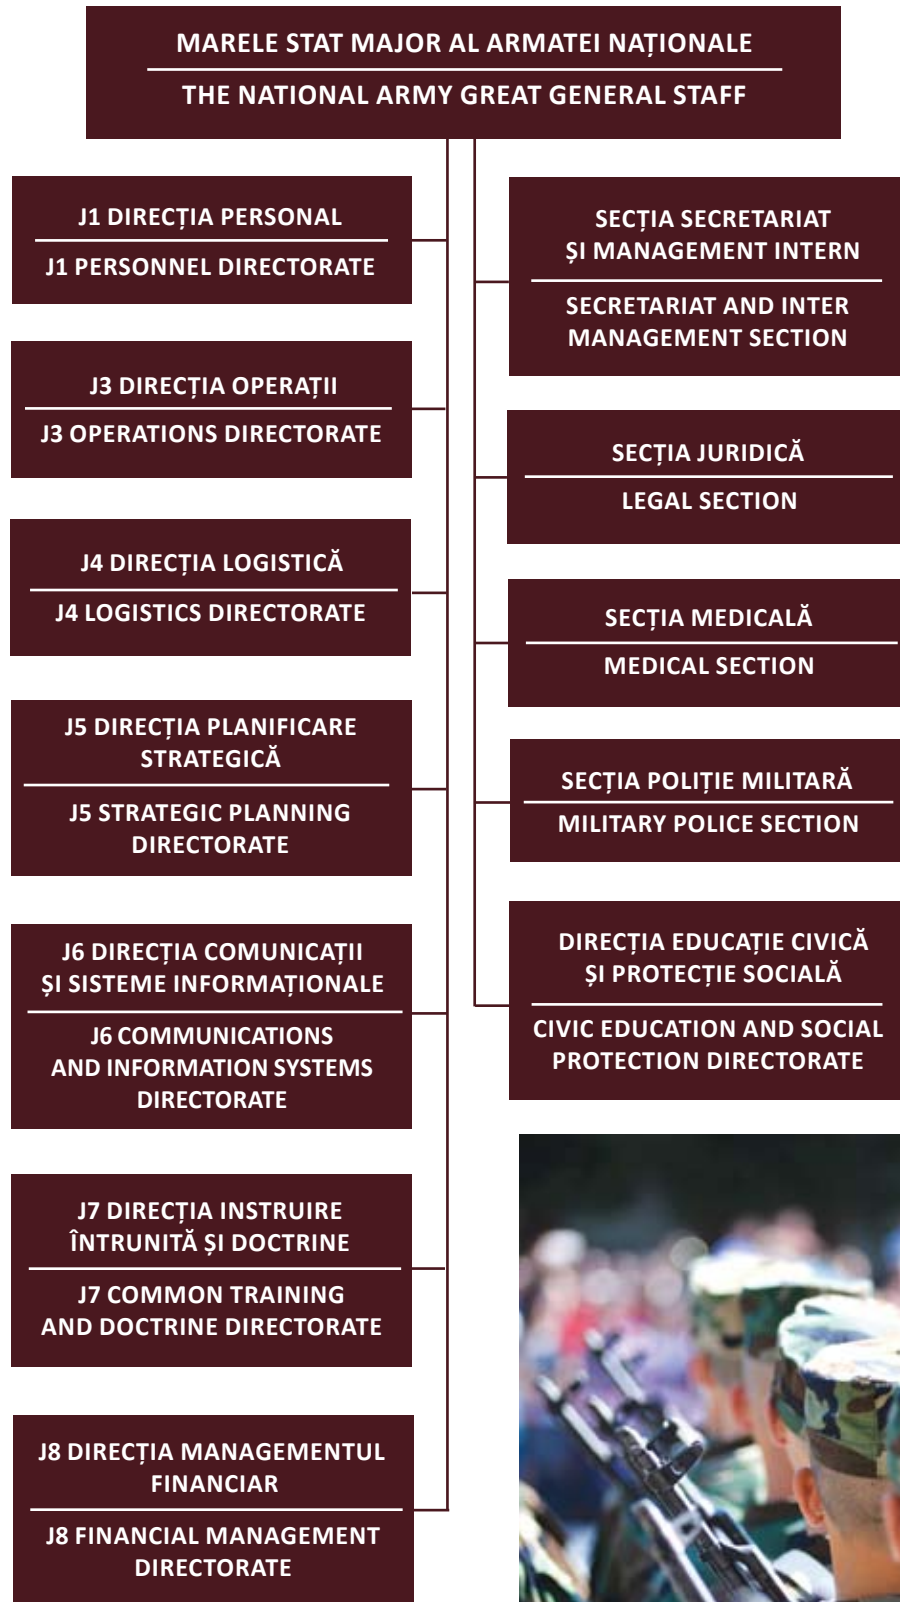 MARELE STAT MAJOR AL ARMATEI NAȚIONALE
THE NATIONAL ARMY GREAT GENERAL STAFF
J1 DIRECȚIA PERSONAL
J1 PERSONNEL DIRECTORATE
J3 DIRECȚIA OPERAȚII
J3 OPERATIONS DIRECTORATE
J4 DIRECȚIA LOGISTICĂ
J4 LOGISTICS DIRECTORATE
J5 DIRECȚIA PLANIFICARE
STRATEGICĂ
J5 STRATEGIC PLANNING
DIRECTORATE
J6 DIRECȚIA COMUNICAȚII
ȘI SISTEME INFORMAȚIONALE
J6 COMMUNICATIONS
AND INFORMATION SYSTEMS
DIRECTORATE
J7 DIRECȚIA INSTRUIRE
ÎNTRUNITĂ ȘI DOCTRINE
J7 COMMON TRAINING
AND DOCTRINE DIRECTORATE
J8 DIRECȚIA MANAGEMENTUL
FINANCIAR
J8 FINANCIAL MANAGEMENT
DIRECTORATE
SECȚIA SECRETARIAT
ȘI MANAGEMENT INTERN
SECRETARIAT AND INTER
MANAGEMENT SECTION
SECȚIA JURIDICĂ
LEGAL SECTION
SECȚIA MEDICALĂ
MEDICAL SECTION
SECȚIA POLIȚIE MILITARĂ
MILITARY POLICE SECTION
DIRECȚIA EDUCAȚIE CIVICĂ
ȘI PROTECȚIE SOCIALĂ
CIVIC EDUCATION AND SOCIAL
PROTECTION DIRECTORATE